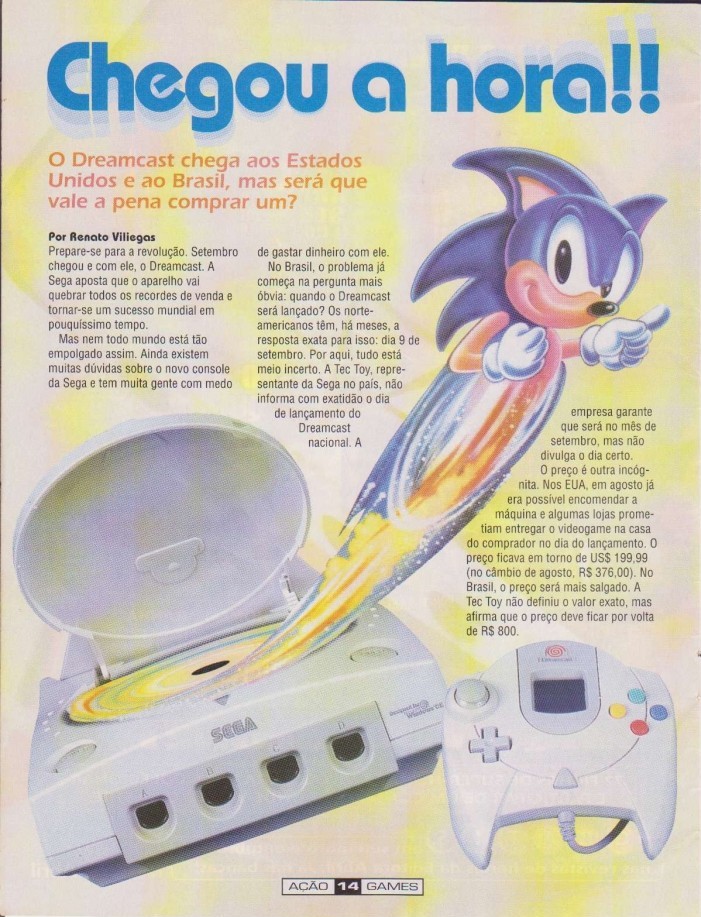 Chegou a hora!!
O Dreamcast chega aos Estados
Unidos e ao Brasil, mas será que
vale a pena comprar um?
Por Renato Viliegas
Prepare-se para a revolução. Setembro
chegou e com ele, o Dreamcast. A
Sega aposta que o aparelho vai
quebrar todos os recordes de venda e
tornar-se um sucesso mundial em
pouquíssimo tempo.
Mas nem todo mundo está tão
empolgado assim. Ainda existem
muitas dúvidas sobre o novo console
da Sega e tem muita gente com medo
de gastar dinheiro com ele.
No Brasil, o problema já
começa na pergunta mais
óbvia: quando o Dreamcast
será lançado? Os norte-
americanos têm, há meses, a
resposta exata para isso: dia 9 de
setembro. Por aqui, tudo está
meio incerto. A Tec Toy, repre-
sentante da Sega no país, não
informa com exatidão o dia
de lançamento do
Dreamcast
nacional. A
empresa garante
que será no mês de
setembro, mas não
divulga o dia certo.
O preço é outra incóg-
nita. Nos EUA, em agosto já
era possível encomendar a
máquina e algumas lojas prome-
tiam entregar o videogame na casa
do comprador no dia do lançamento. O
preço ficava em torno de US$ 199,99
(no câmbio de agosto, R$ 376,00). No
Brasil, o preço será mais salgado. A
Tec Toy não definiu o valor exato, mas
afirma que o preço deve ficar por volta
de R$ 800.
SEGA
Designed for
Windows CE
A B C D
Dreamcast
AÇÃO 14 GAMES